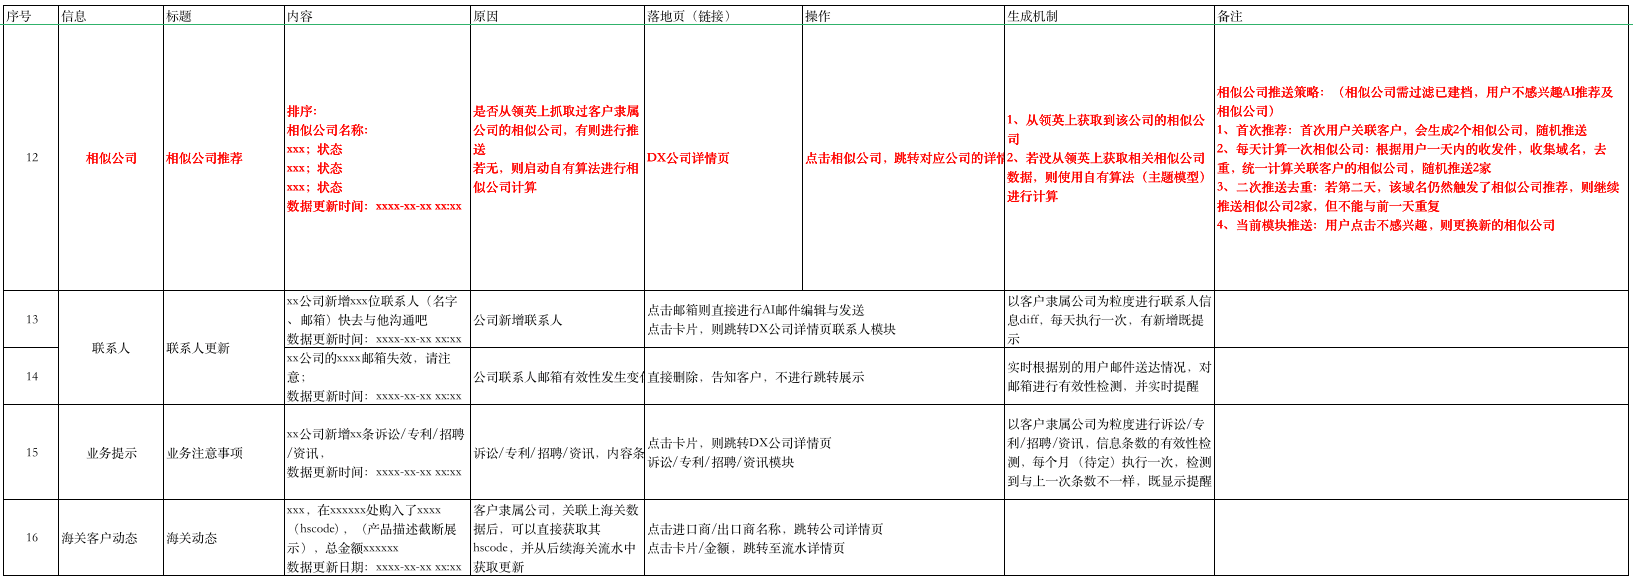 序号 信息 标题 内容 原因 落地页（链接） 操作 生成机制 备注
12
相似公司
相似公司推荐
排序：
相似公司名称：
xxx；状态
xxx；状态
xxx；状态
数据更新时间：xxxx-xx-xx xx:xx
是否从领英上抓取过客户隶属
公司的相似公司，有则进行推
送
若无，则启动自有算法进行相
似公司计算
DX公司详情页
点击相似公司，跳转对应公司的详情
1、从领英上获取到该公司的相似公
司
2、若没从领英上获取相关相似公司
数据，则使用自有算法（主题模型）
进行计算
相似公司推送策略：（相似公司需过滤已建档，用户不感兴趣AI推荐及
相似公司）
1、首次推荐：首次用户关联客户，会生成2个相似公司，随机推送
2、每天计算一次相似公司：根据用户一天内的收发件，收集域名，去
重，统一计算关联客户的相似公司，随机推送2家
3、二次推送去重：若第二天，该域名仍然触发了相似公司推荐，则继续
推送相似公司2家，但不能与前一天重复
4、当前模块推送：用户点击不感兴趣，则更换新的相似公司
13
联系人
联系人更新
xx公司新增xxx位联系人（名字
、邮箱）快去与他沟通吧
数据更新时间：xxxx-xx-xx xx:xx
公司新增联系人
点击邮箱则直接进行AI邮件编辑与发送
点击卡片，则跳转DX公司详情页联系人模块
以客户隶属公司为粒度进行联系人信
息diff，每天执行一次，有新增既提
示
14
xx公司的xxxx邮箱失效，请注
意；
数据更新时间：xxxx-xx-xx xx:xx
公司联系人邮箱有效性发生变化
直接删除，告知客户，不进行跳转展示
实时根据别的用户邮件送达情况，对
邮箱进行有效性检测，并实时提醒
15
业务提示
业务注意事项
xx公司新增xx条诉讼/专利/招聘
/资讯，
数据更新时间：xxxx-xx-xx xx:xx
诉讼/专利/招聘/资讯，内容条
点击卡片，则跳转DX公司详情页
诉讼/专利/招聘/资讯模块
以客户隶属公司为粒度进行诉讼/专
利/招聘/资讯，信息条数的有效性检
测，每个月（待定）执行一次，检测
到与上一次条数不一样，既显示提醒
16
海关客户动态
海关动态
xxx，在xxxxxx处购入了xxxx
（hscode），（产品描述截断展
示），总金额xxxxxx
数据更新日期：xxxx-xx-xx xx:xx
客户隶属公司，关联上海关数
据后，可以直接获取其
hscode，并从后续海关流水中
获取更新
点击进口商/出口商名称，跳转公司详情页
点击卡片/金额，跳转至流水详情页